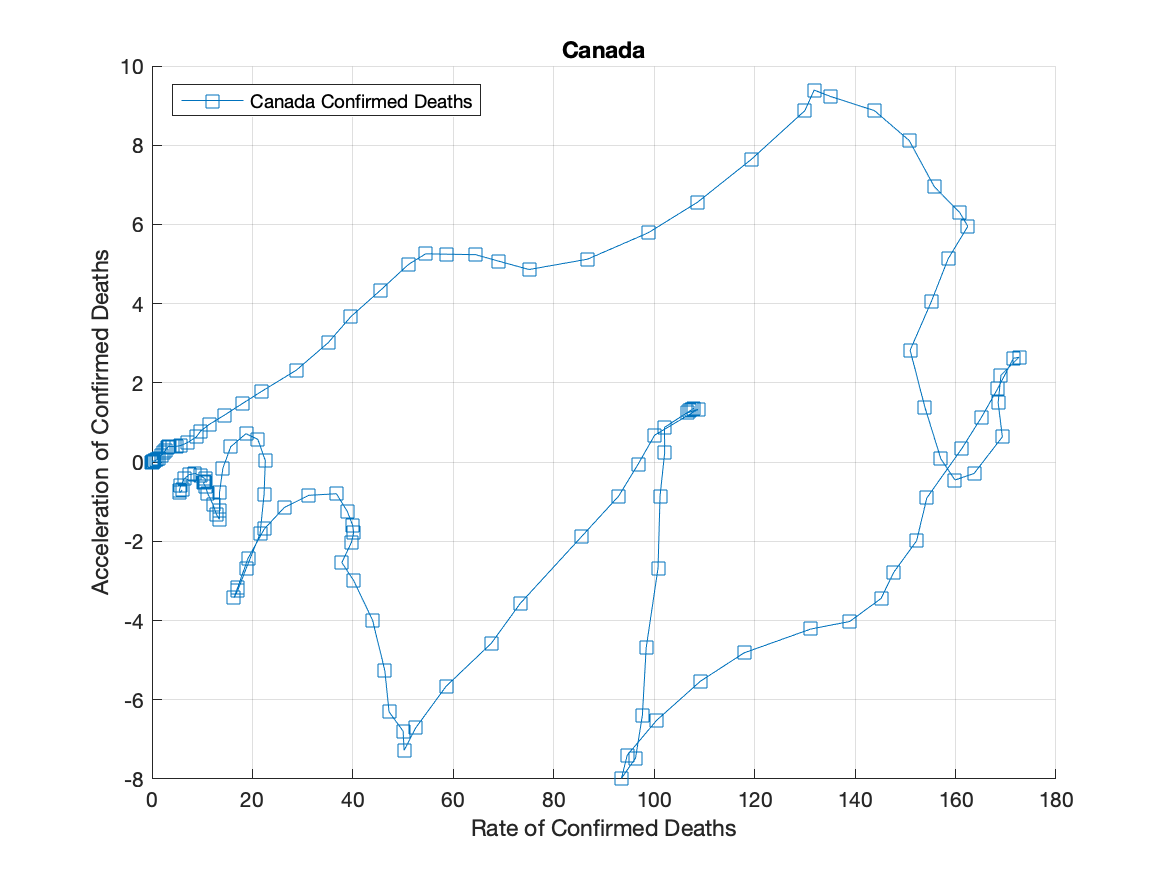 Canada
Canada Confirmed Deaths
10
8
6
4
2
0
-2
-4
-6
-8
0 20 40 60 80 100 120 140 160 180
Rate of Confirmed Deaths
Acceleration of Confirmed Deaths